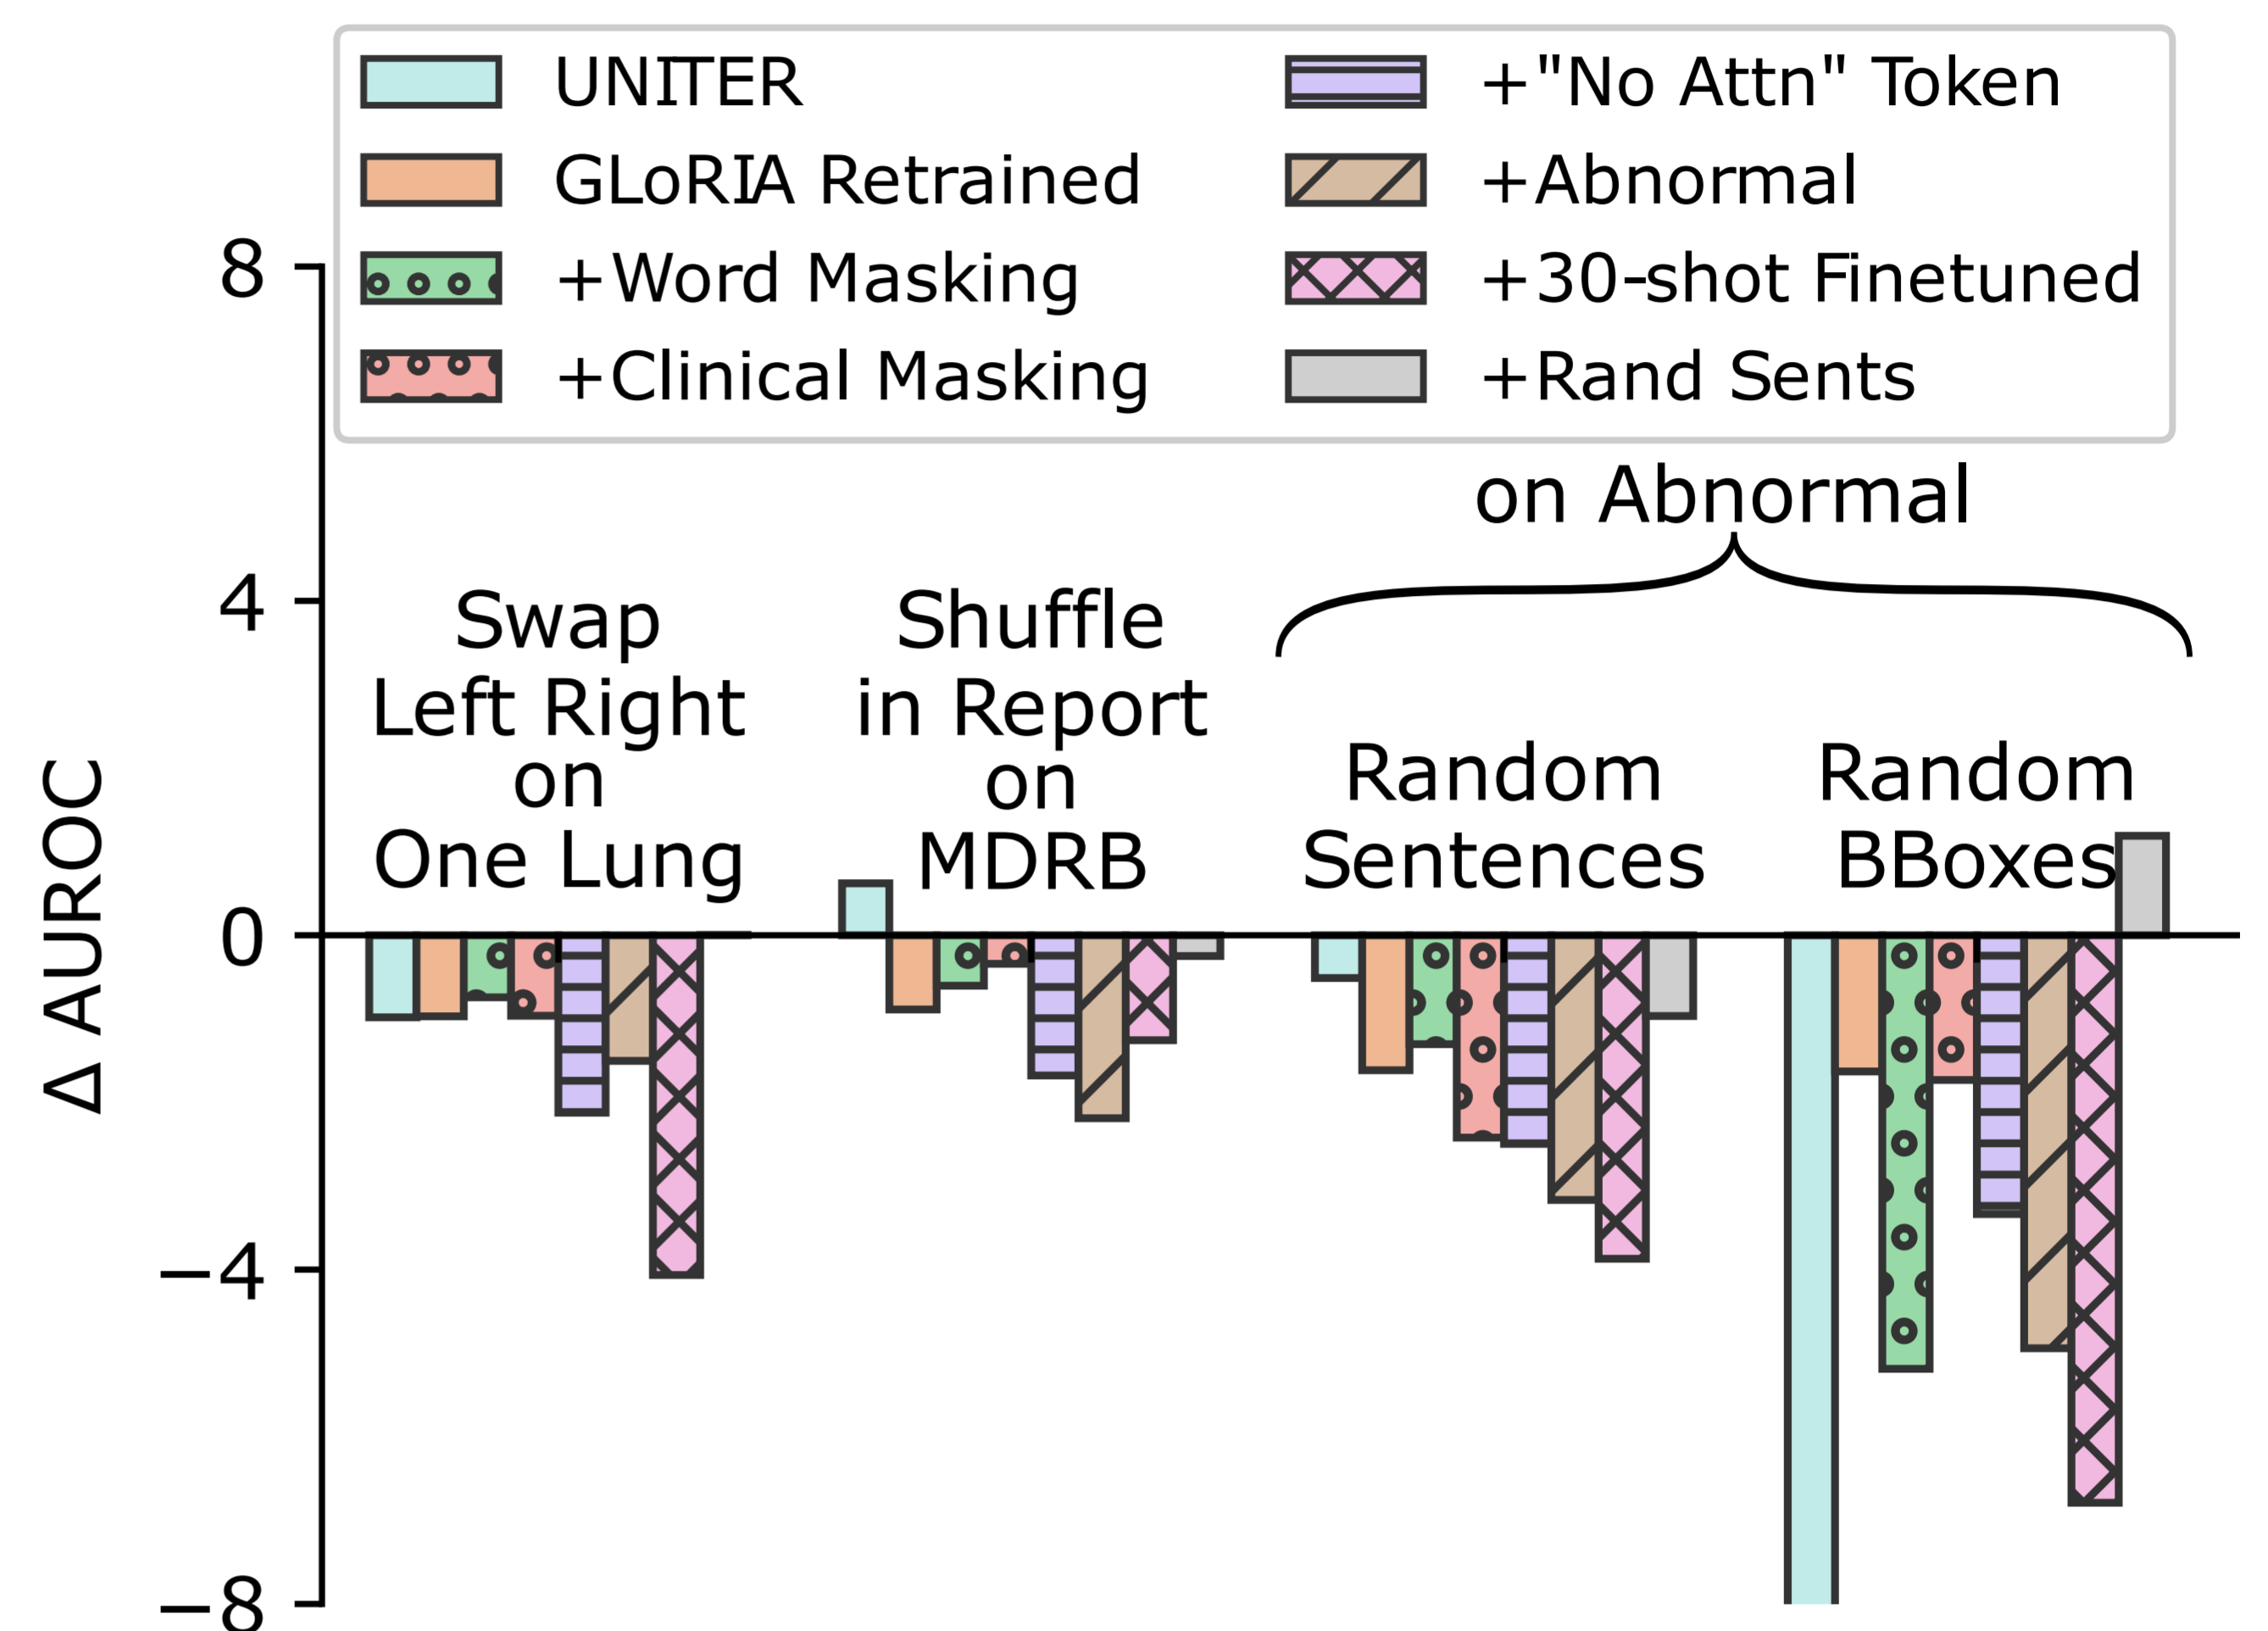 UNITER
GLoRIA Retrained
+Word Masking
+Clinical Masking
+"No Attn" Token
+Abnormal
+30-shot Finetuned
+Rand Sents
on Abnormal
Swap
Left Right
on
One Lung
Shuffle
in Report
on
MDRB
Random
Sentences
Random
BBoxes
Δ AUROC
8
4
0
−4
−8